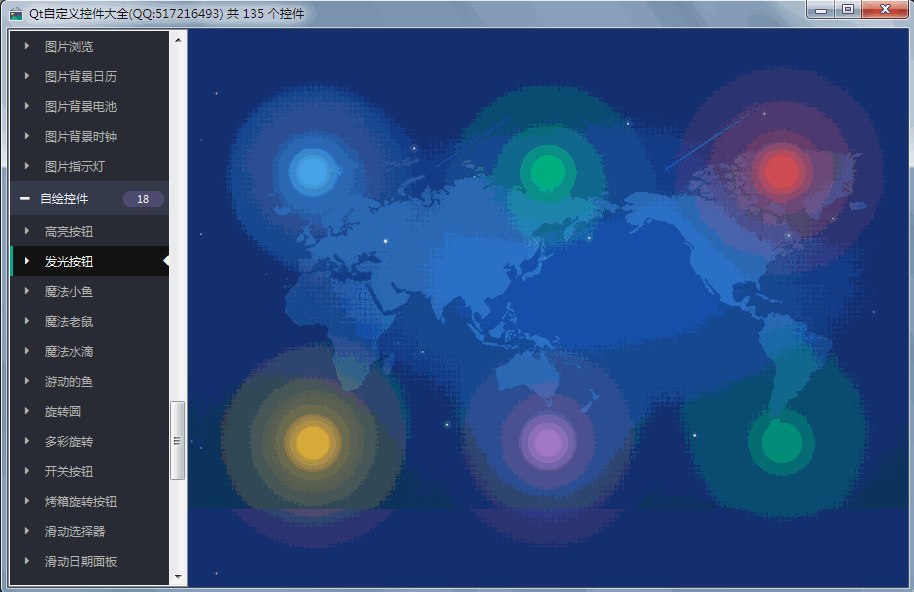 Qt自定义控件大全(QQ:517216493) 共 135 个控件
图片浏览
图片背景日历
图片背景电池
图片背景时钟
图片指示灯
自绘控件 18
高亮按钮
发光按钮
魔法小鱼
魔法老鼠
魔法水滴
游动的鱼
旋转圆
多彩旋转
开关按钮
烤箱旋转按钮
滑动选择器
滑动日期面板